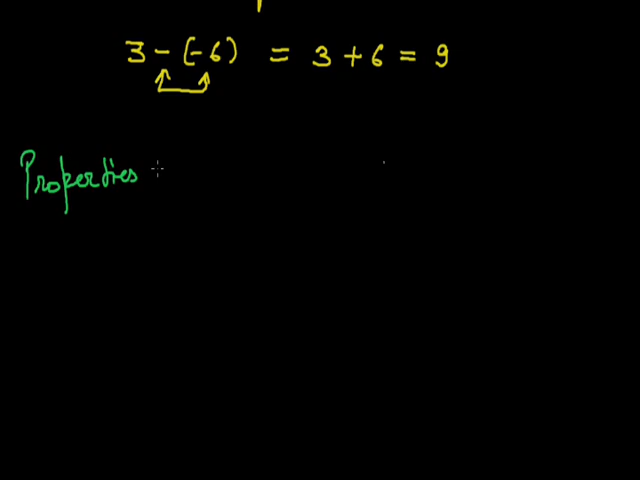 3 - (-6) = 3 + 6 = 9
Properties